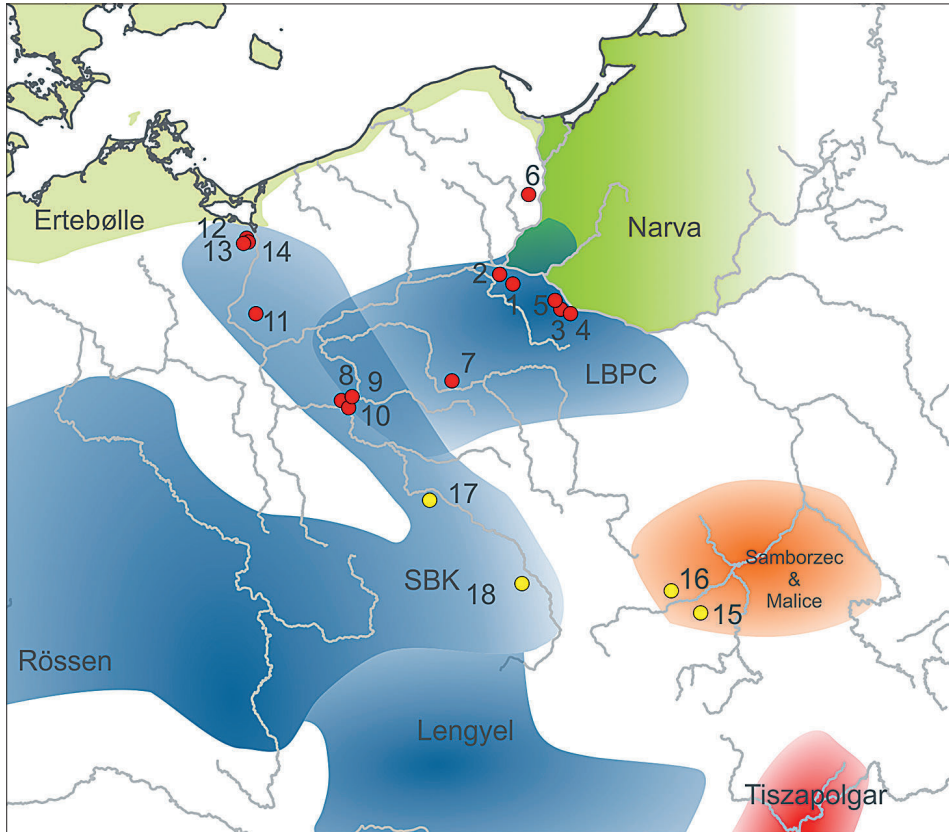 6
Ertebølle
12
13
14
Narva
2
1
5
3
4
11
7
LBPC
8
9
10
17
Samborzec
&
Malice
16
15
SBK
18
Rössen
Lengyel
Tiszapolgar